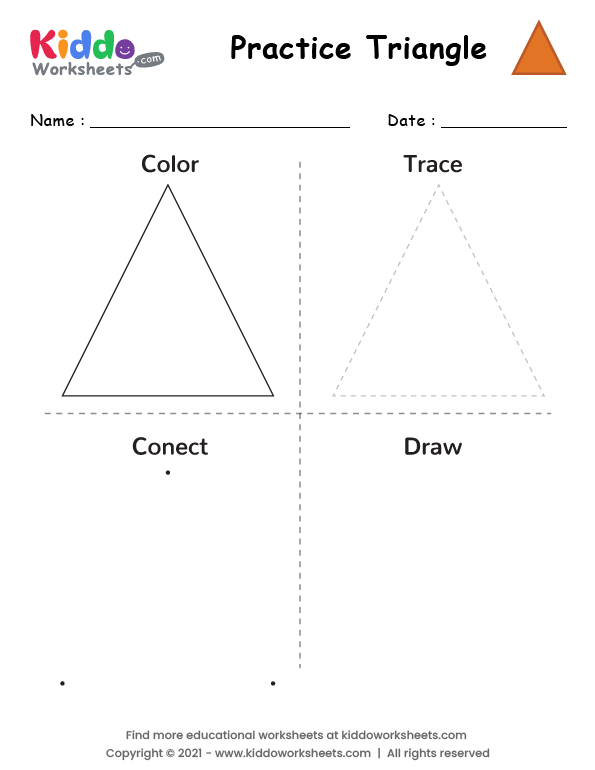 Kiddo
Worksheets.com
Practice Triangle
Name :
Date :
Color
Trace
Conect
Draw
Find more educational worksheets at kiddoworksheets.com
Copyright © 2021 - www.kiddoworksheets.com | All rights reserved